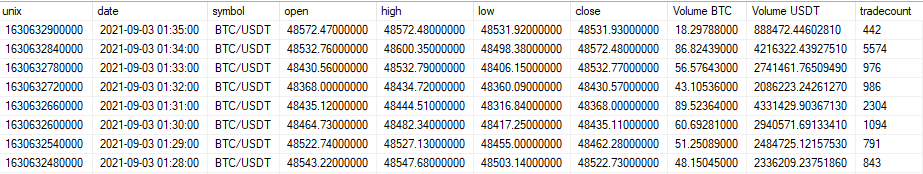 unix date symbol open high low close Volume BTC Volume USDT tradecount
1630632900000 2021-09-03 01:35:00 BTC/USDT 48572.47000000 48572.48000000 48531.92000000 48531.93000000 18.29788000 888472.44602810 442
1630632840000 2021-09-03 01:34:00 BTC/USDT 48532.76000000 48600.35000000 48498.38000000 48572.48000000 86.82439000 4216322.43927510 5574
1630632780000 2021-09-03 01:33:00 BTC/USDT 48430.56000000 48532.79000000 48406.15000000 48532.77000000 56.57643000 2741461.76509490 976
1630632720000 2021-09-03 01:32:00 BTC/USDT 48368.00000000 48434.72000000 48360.09000000 48430.57000000 43.10536000 2086223.24261270 986
1630632660000 2021-09-03 01:31:00 BTC/USDT 48435.12000000 48444.51000000 48316.84000000 48368.00000000 89.52364000 4331429.90367130 2304
1630632600000 2021-09-03 01:30:00 BTC/USDT 48464.73000000 48482.34000000 48417.25000000 48435.11000000 60.69281000 2940571.69133410 1094
1630632540000 2021-09-03 01:29:00 BTC/USDT 48522.74000000 48527.13000000 48455.00000000 48462.28000000 51.25089000 2484725.12157530 791
1630632480000 2021-09-03 01:28:00 BTC/USDT 48543.22000000 48547.68000000 48503.14000000 48522.73000000 48.15045000 2336209.23751860 843